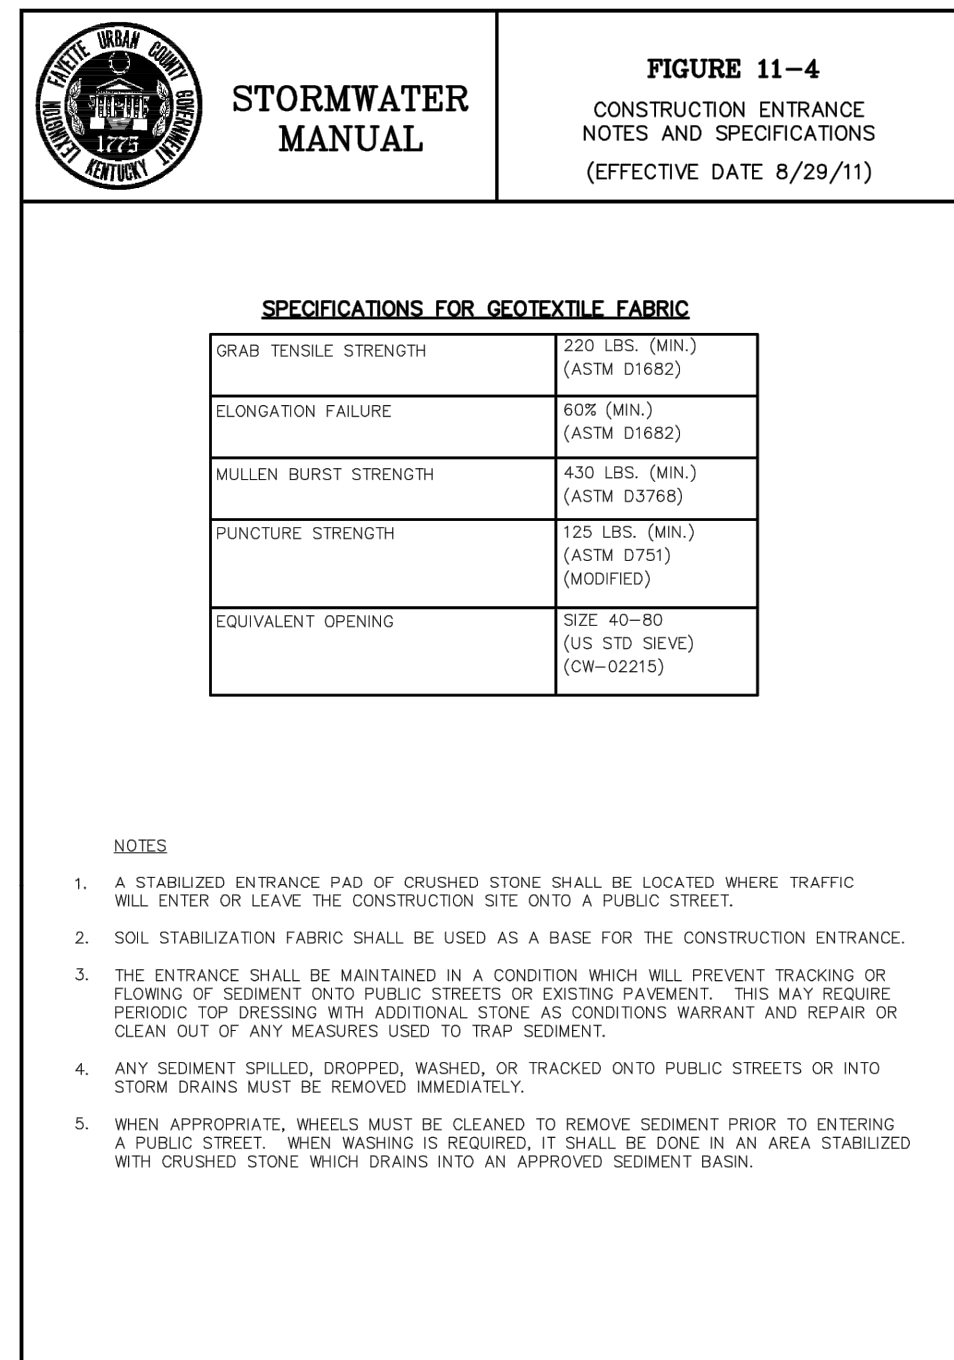 LEXINGTON FAYETTE URBAN COUNTY GOVERNMENT
1775
KENTUCKY
STORMWATER
MANUAL
FIGURE 11-4
CONSTRUCTION ENTRANCE
NOTES AND SPECIFICATIONS
(EFFECTIVE DATE 8/29/11)
SPECIFICATIONS FOR GEOTEXTILE FABRIC
GRAB TENSILE STRENGTH
220 LBS. (MIN.)
(ASTM D1682)
ELONGATION FAILURE
60% (MIN.)
(ASTM D1682)
MULLEN BURST STRENGTH
430 LBS. (MIN.)
(ASTM D3768)
PUNCTURE STRENGTH
125 LBS. (MIN.)
(ASTM D751)
(MODIFIED)
EQUIVALENT OPENING
SIZE 40-80
(US STD SIEVE)
(CW-02215)
NOTES
1. A STABILIZED ENTRANCE PAD OF CRUSHED STONE SHALL BE LOCATED WHERE TRAFFIC
WILL ENTER OR LEAVE THE CONSTRUCTION SITE ONTO A PUBLIC STREET.
2. SOIL STABILIZATION FABRIC SHALL BE USED AS A BASE FOR THE CONSTRUCTION ENTRANCE.
3. THE ENTRANCE SHALL BE MAINTAINED IN A CONDITION WHICH WILL PREVENT TRACKING OR
FLOWING OF SEDIMENT ONTO PUBLIC STREETS OR EXISTING PAVEMENT. THIS MAY REQUIRE
PERIODIC TOP DRESSING WITH ADDITIONAL STONE AS CONDITIONS WARRANT AND REPAIR OR
CLEAN OUT OF ANY MEASURES USED TO TRAP SEDIMENT.
4. ANY SEDIMENT SPILLED, DROPPED, WASHED, OR TRACKED ONTO PUBLIC STREETS OR INTO
STORM DRAINS MUST BE REMOVED IMMEDIATELY.
5. WHEN APPROPRIATE, WHEELS MUST BE CLEANED TO REMOVE SEDIMENT PRIOR TO ENTERING
A PUBLIC STREET. WHEN WASHING IS REQUIRED, IT SHALL BE DONE IN AN AREA STABILIZED
WITH CRUSHED STONE WHICH DRAINS INTO AN APPROVED SEDIMENT BASIN.